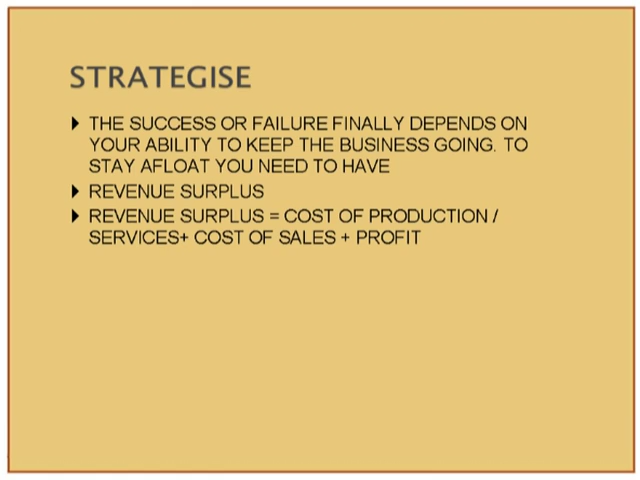 STRATEGISE
THE SUCCESS OR FAILURE FINALLY DEPENDS ON
YOUR ABILITY TO KEEP THE BUSINESS GOING. TO
STAY AFLOAT YOU NEED TO HAVE
REVENUE SURPLUS
REVENUE SURPLUS = COST OF PRODUCTION /
SERVICES+ COST OF SALES + PROFIT